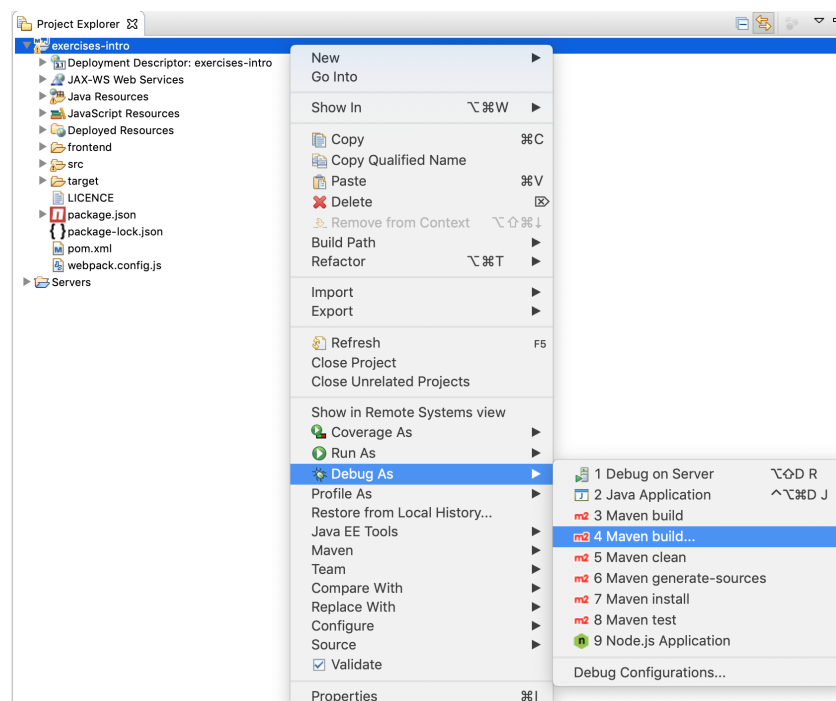 Project Explorer
exercises-intro
Deployment Descriptor: exercises-intro
JAX-WS Web Services
Java Resources
JavaScript Resources
Deployed Resources
frontend
src
target
LICENCE
package.json
package-lock.json
pom.xml
webpack.config.js
Servers
New
Go Into
Show In ⌥⌘W
Copy ⌘C
Copy Qualified Name
Paste ⌘V
Delete ⌦
Remove from Context ⌥⇧⌘↓
Build Path
Refactor ⌥⌘T
Import
Export
Refresh F5
Close Project
Close Unrelated Projects
Show in Remote Systems view
Coverage As
Run As
Debug As
Profile As
Restore from Local History...
Java EE Tools
Maven
Team
Compare With
Replace With
Configure
Source
Validate
Properties ⌘I
1 Debug on Server ⌥⇧D R
2 Java Application ^⌥⌘D J
m2 3 Maven build
m2 4 Maven build...
m2 5 Maven clean
m2 6 Maven generate-sources
m2 7 Maven install
m2 8 Maven test
n 9 Node.js Application
Debug Configurations...